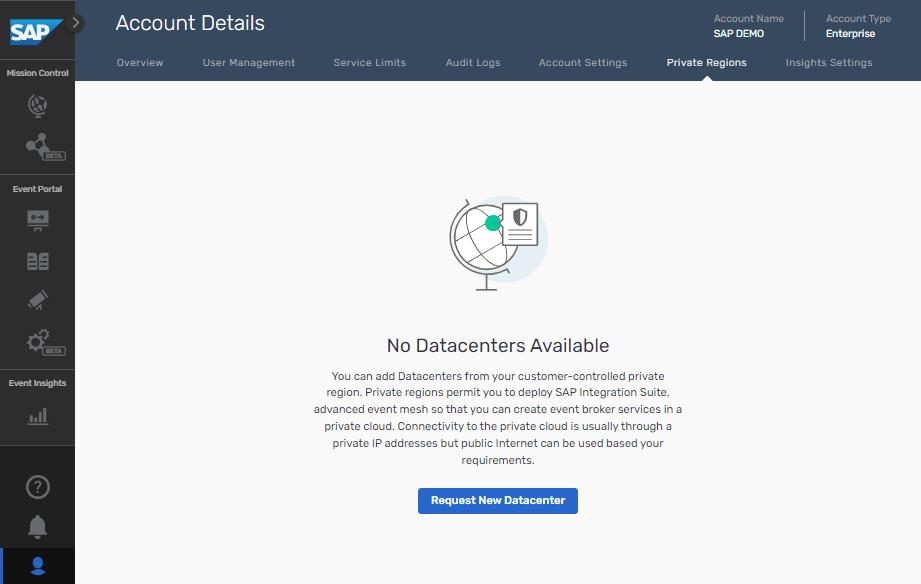 SAP
Account Details
Account Name
SAP DEMO
Account Type
Enterprise
Overview
User Management
Service Limits
Audit Logs
Account Settings
Private Regions
Insights Settings
Mission Control
BETA
Event Portal
BETA
Event Insights
?
No Datacenters Available
You can add Datacenters from your customer-controlled private
region. Private regions permit you to deploy SAP Integration Suite,
advanced event mesh so that you can create event broker services in a
private cloud. Connectivity to the private cloud is usually through a
private IP addresses but public Internet can be used based your
requirements.
Request New Datacenter